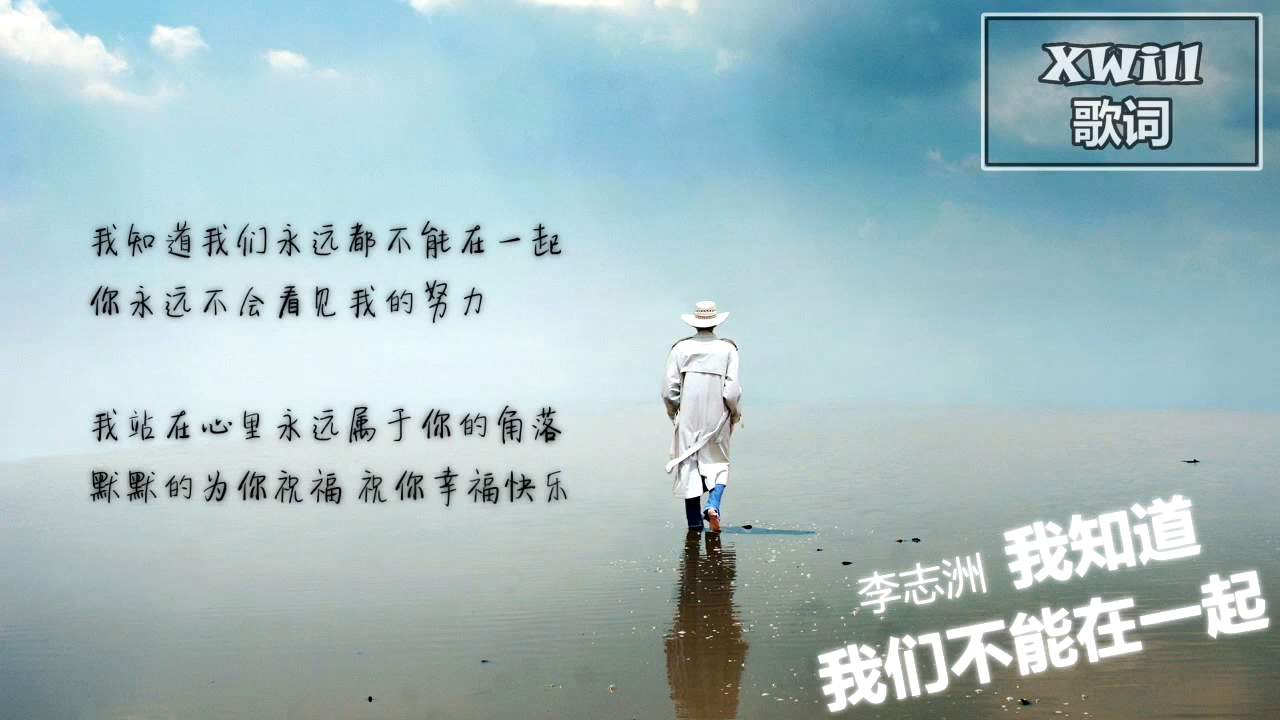 XWill
歌词
我知道我们永远都不能在一起
你永远不会看见我的努力
我站在心里永远属于你的角落
默默的为你祝福 祝你幸福快乐
李志洲 我知道
我们不能在一起